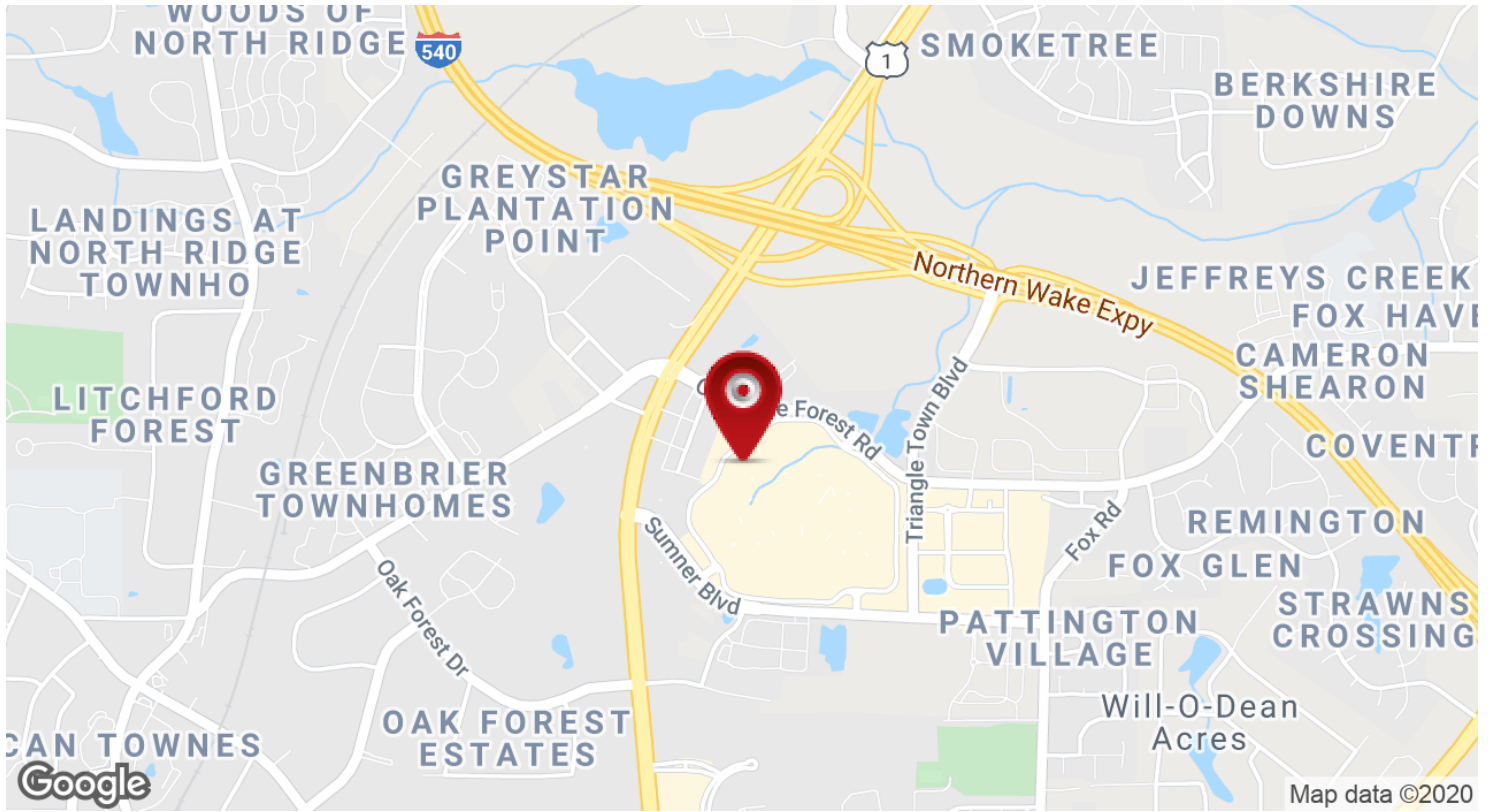 WOODS OF
NORTH RIDGE
540
1
SMOKETREE
BERKSHIRE
DOWNS
GREYSTAR
PLANTATION
POINT
LANDINGS AT
NORTH RIDGE
TOWNHO
Northern Wake Expy
JEFFREYS CREEK
FOX HAVE
CAMERON
SHEARON
LITCHFORD
FOREST
Forest Rd
Triangle Town Blvd
COVENTR
GREENBRIER
TOWNHOMES
Sumner Blvd
Fox Rd
REMINGTON
FOX GLEN
Oak Forest Dr
STRAWNS
CROSSING
PATTINGTON
VILLAGE
Will-O-Dean
Acres
OAK FOREST
ESTATES
CAN TOWNES
Google
Map data ©2020